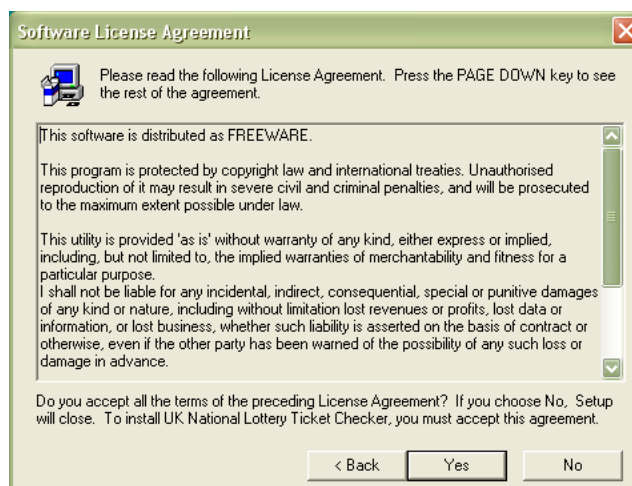 Software License Agreement
Please read the following License Agreement. Press the PAGE DOWN key to see
the rest of the agreement.
This software is distributed as FREEWARE.
This program is protected by copyright law and international treaties. Unauthorised
reproduction of it may result in severe civil and criminal penalties, and will be prosecuted
to the maximum extent possible under law.
This utility is provided 'as is' without warranty of any kind, either express or implied,
including, but not limited to, the implied warranties of merchantability and fitness for a
particular purpose.
I shall not be liable for any incidental, indirect, consequential, special or punitive damages
of any kind or nature, including without limitation lost revenues or profits, lost data or
information, or lost business, whether such liability is asserted on the basis of contract or
otherwise, even if the other party has been warned of the possibility of any such loss or
damage in advance.
Do you accept all the terms of the preceding License Agreement? If you choose No, Setup
will close. To install UK National Lottery Ticket Checker, you must accept this agreement.
< Back
Yes
No